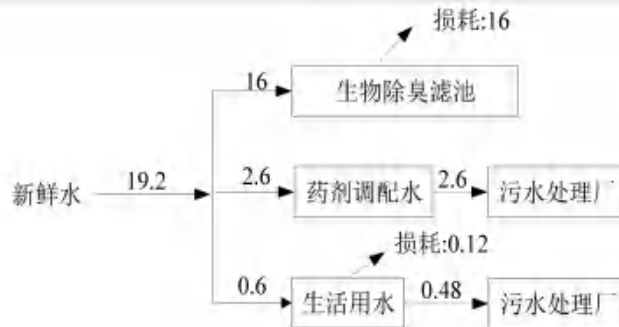 损耗:16
16
生物除臭滤池
新鲜水 19.2 2.6 药剂调配水 2.6 污水处理厂
损耗:0.12
0.6 生活用水 0.48 污水处理厂